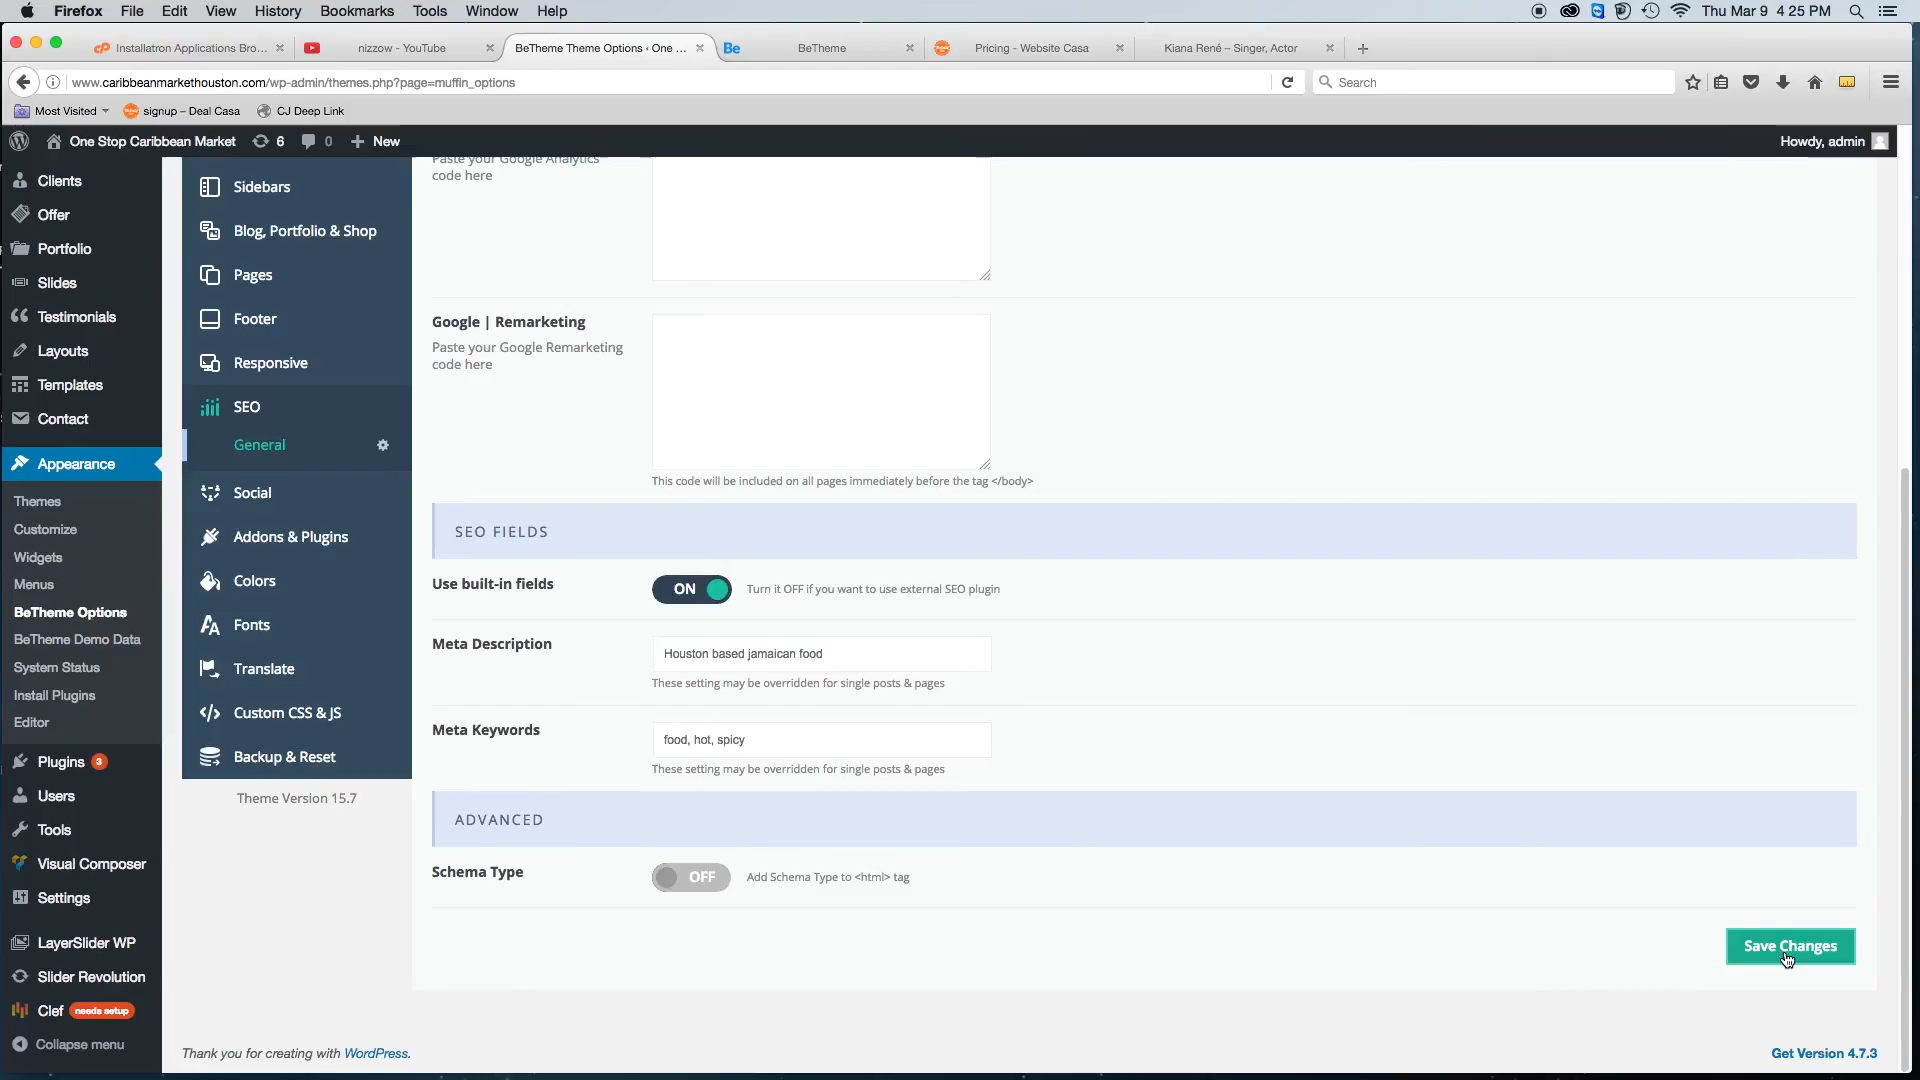 Firefox File Edit View History Bookmarks Tools Window Help Thu Mar 9 4:25 PM
Installatron Applications Bro... nizzow - YouTube BeTheme Theme Options ‹ One ... BeTheme Pricing - Website Casa Kiana René – Singer, Actor
www.caribbeanmarkethouston.com/wp-admin/themes.php?page=muffin_options Search
Most Visited signup – Deal Casa CJ Deep Link
One Stop Caribbean Market 6 0 New Howdy, admin
Clients
Offer
Portfolio
Slides
Testimonials
Layouts
Templates
Contact
Appearance
Themes
Customize
Widgets
Menus
BeTheme Options
BeTheme Demo Data
System Status
Install Plugins
Editor
Plugins 3
Users
Tools
Visual Composer
Settings
LayerSlider WP
Slider Revolution
Clef needs setup
Collapse menu
Sidebars
Blog, Portfolio & Shop
Pages
Footer
Responsive
SEO
General
Social
Addons & Plugins
Colors
Fonts
Translate
Custom CSS & JS
Backup & Reset
Theme Version 15.7
Paste your Google Analytics
code here
Google | Remarketing
Paste your Google Remarketing
code here
This code will be included on all pages immediately before the tag </body>
SEO FIELDS
Use built-in fields ON Turn it OFF if you want to use external SEO plugin
Meta Description Houston based jamaican food
These setting may be overridden for single posts & pages
Meta Keywords food, hot, spicy
These setting may be overridden for single posts & pages
ADVANCED
Schema Type OFF Add Schema Type to <html> tag
Save Changes
Thank you for creating with WordPress. Get Version 4.7.3